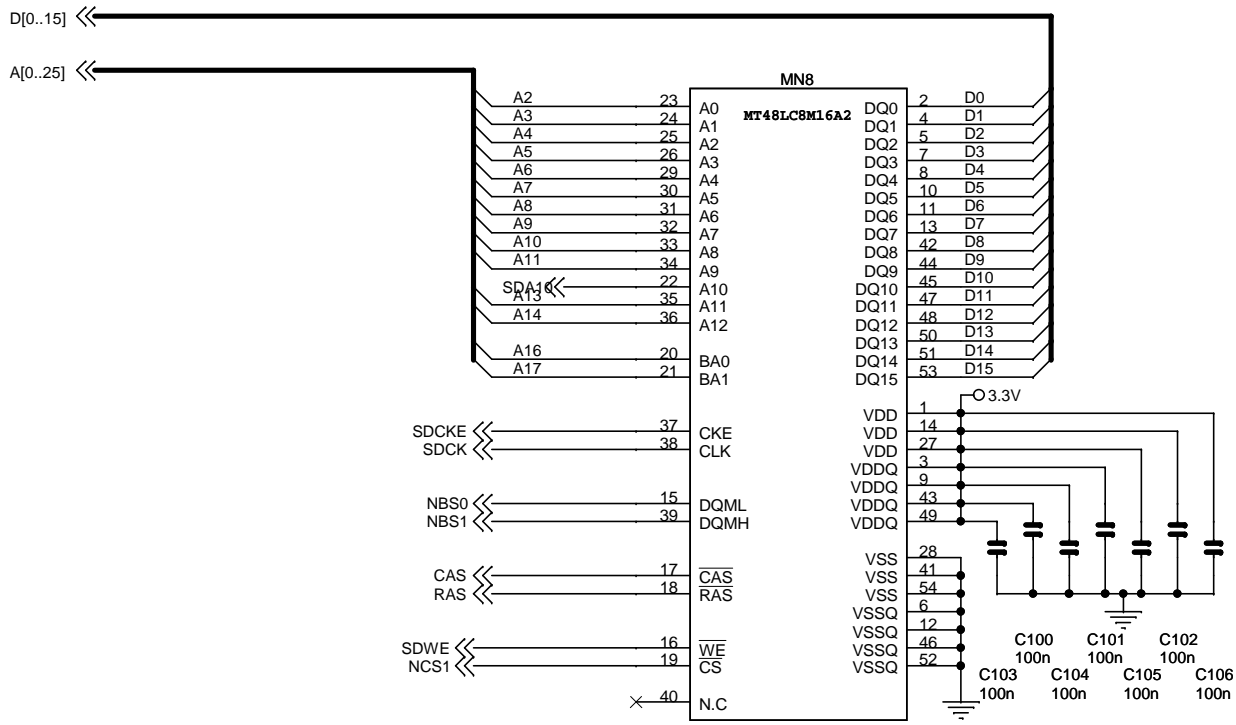 D[0..15]
A[0..25]
MN8
MT48LC8M16A2
A2 23 A0 DQ0 2 D0
A3 24 A1 DQ1 4 D1
A4 25 A2 DQ2 5 D2
A5 26 A3 DQ3 7 D3
A6 29 A4 DQ4 8 D4
A7 30 A5 DQ5 10 D5
A8 31 A6 DQ6 11 D6
A9 32 A7 DQ7 13 D7
A10 33 A8 DQ8 42 D8
A11 34 A9 DQ9 44 D9
SDA10 22 A10 DQ10 45 D10
A13 35 A11 DQ11 47 D11
A14 36 A12 DQ12 48 D12
DQ13 50 D13
A16 20 BA0 DQ14 51 D14
A17 21 BA1 DQ15 53 D15
3.3V
VDD 1
SDCKE 37 CKE VDD 14
SDCK 38 CLK VDD 27
VDDQ 3
VDDQ 9
NBS0 15 DQML VDDQ 43
NBS1 39 DQMH VDDQ 49
VSS 28
CAS 17 CAS VSS 41
RAS 18 RAS VSS 54
VSSQ 6
VSSQ 12
SDWE 16 WE VSSQ 46
NCS1 19 CS VSSQ 52
40 N.C
C100 C101 C102
100n 100n 100n
C103 C104 C105 C106
100n 100n 100n 100n